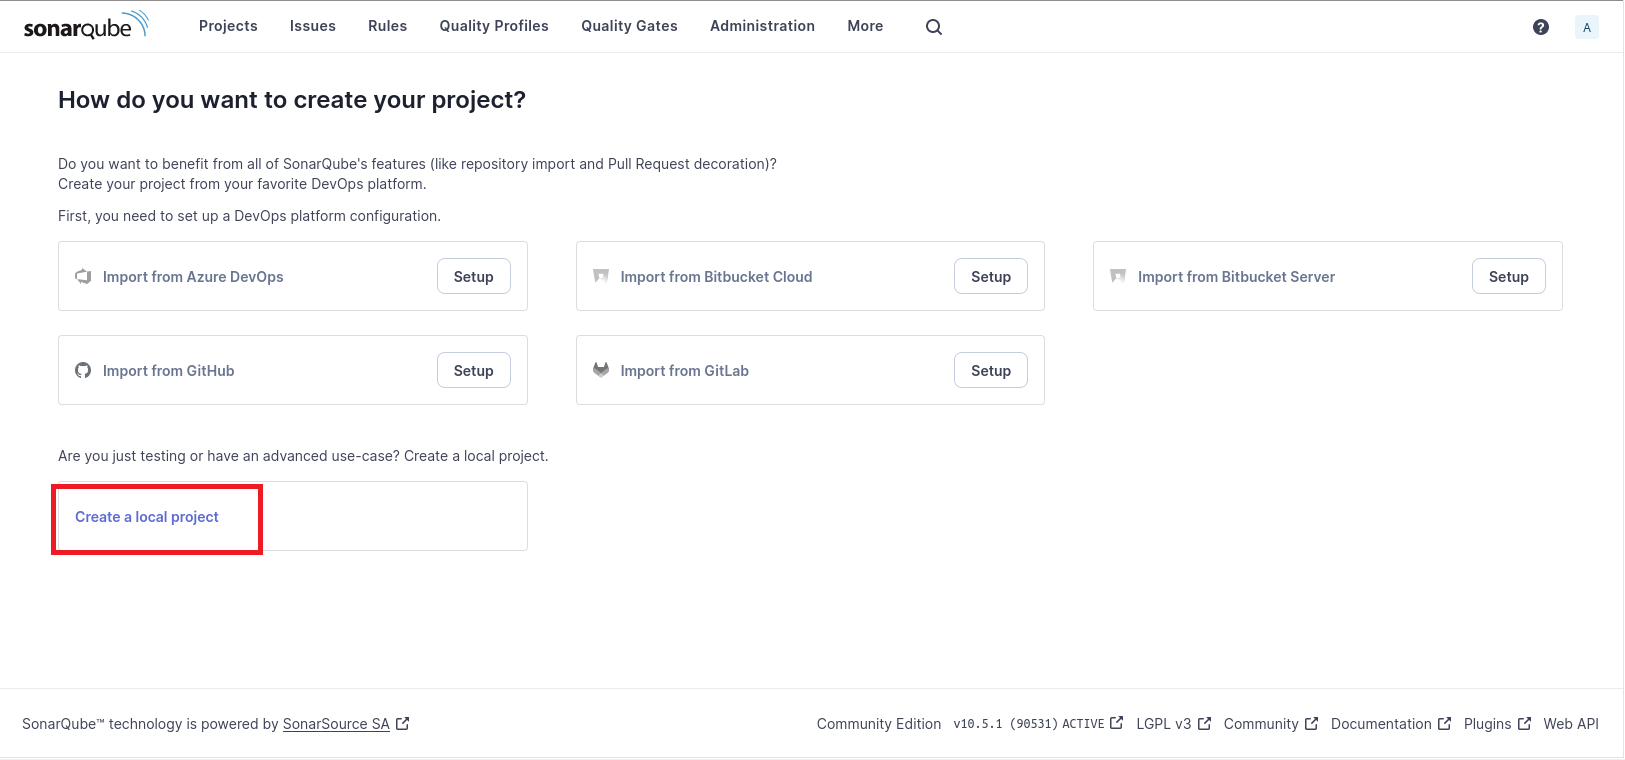 sonarqube Projects Issues Rules Quality Profiles Quality Gates Administration More ? A
How do you want to create your project?
Do you want to benefit from all of SonarQube's features (like repository import and Pull Request decoration)?
Create your project from your favorite DevOps platform.
First, you need to set up a DevOps platform configuration.
Import from Azure DevOps Setup Import from Bitbucket Cloud Setup Import from Bitbucket Server Setup
Import from GitHub Setup Import from GitLab Setup
Are you just testing or have an advanced use-case? Create a local project.
Create a local project
SonarQube™ technology is powered by SonarSource SA Community Edition v10.5.1 (90531) ACTIVE LGPL v3 Community Documentation Plugins Web API